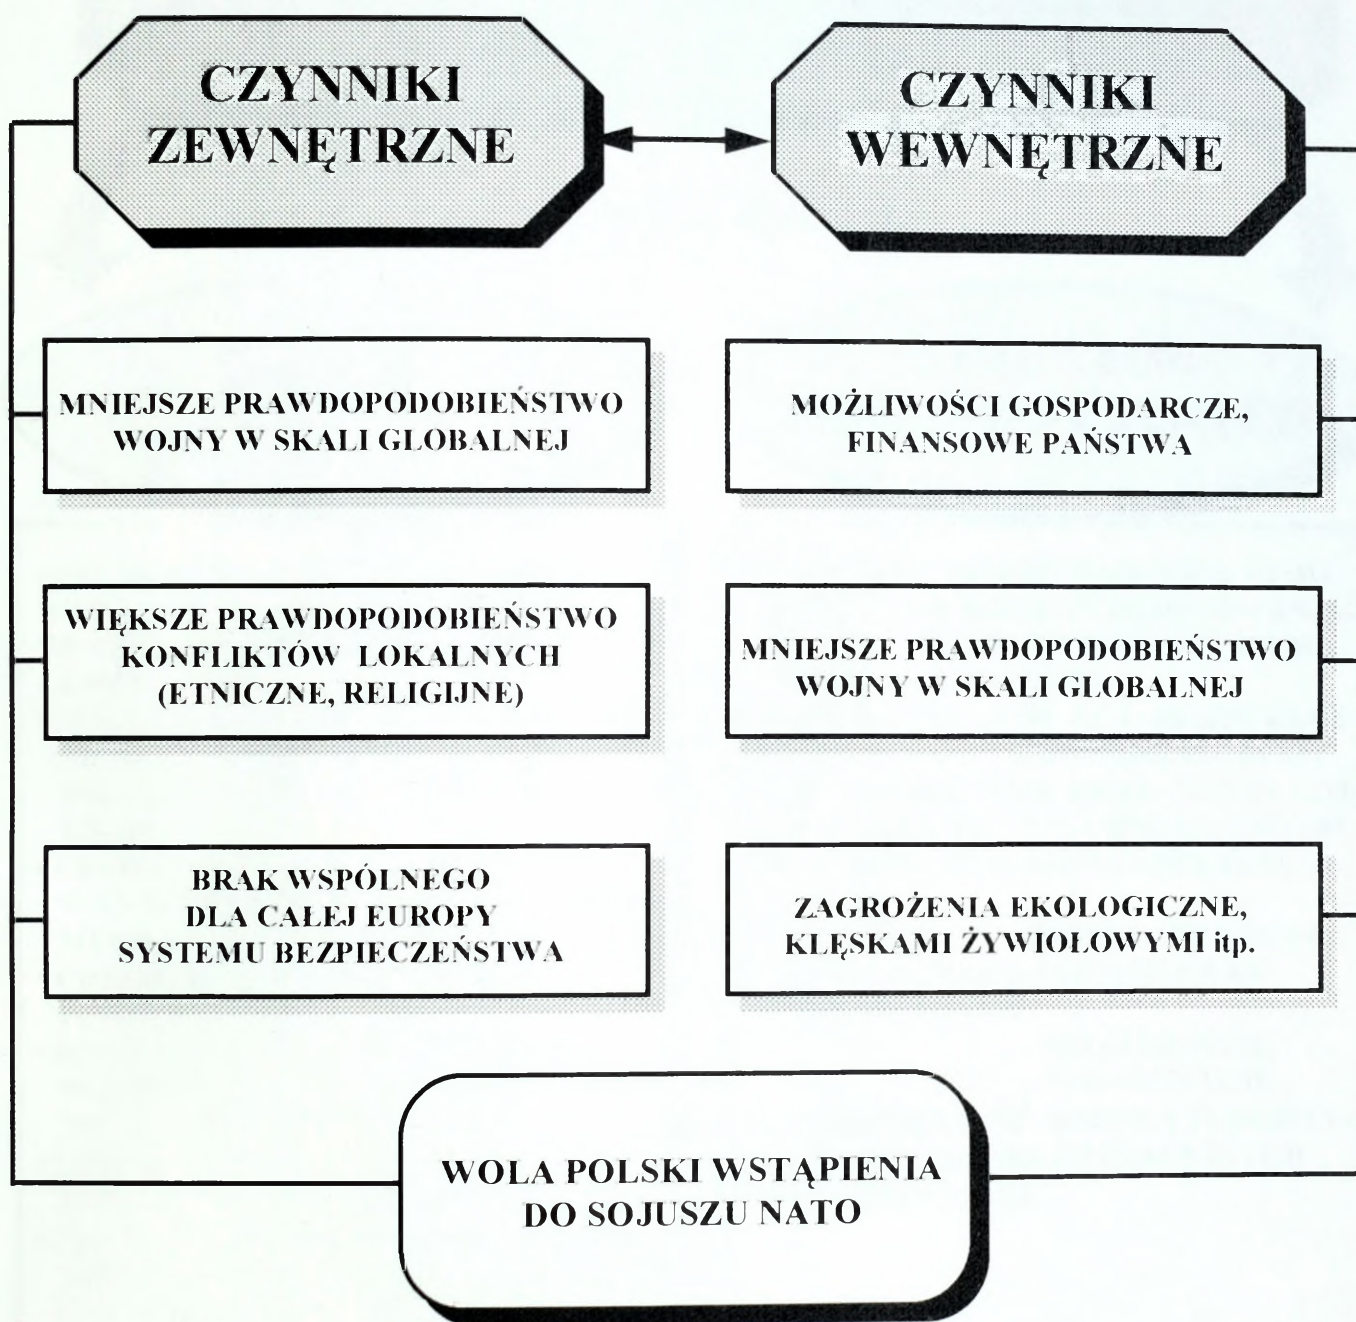 CZYNNIKI
ZEWNĘTRZNE
CZYNNIKI
WEWNĘTRZNE
MNIEJSZE PRAWDOPODOBIEŃSTWO
WOJNY W SKALI GLOBALNEJ
MOŻLIWOŚCI GOSPODARCZE,
FINANSOWE PAŃSTWA
WIĘKSZE PRAWDOPODOBIEŃSTWO
KONFLIKTÓW LOKALNYCH
(ETNICZNE, RELIGIJNE)
MNIEJSZE PRAWDOPODOBIEŃSTWO
WOJNY W SKALI GLOBALNEJ
BRAK WSPÓLNEGO
DLA CAŁEJ EUROPY
SYSTEMU BEZPIECZEŃSTWA
ZAGROŻENIA EKOLOGICZNE,
KLĘSKAMI ŻYWIOŁOWYMI itp.
WOLA POLSKI WSTĄPIENIA
DO SOJUSZU NATO